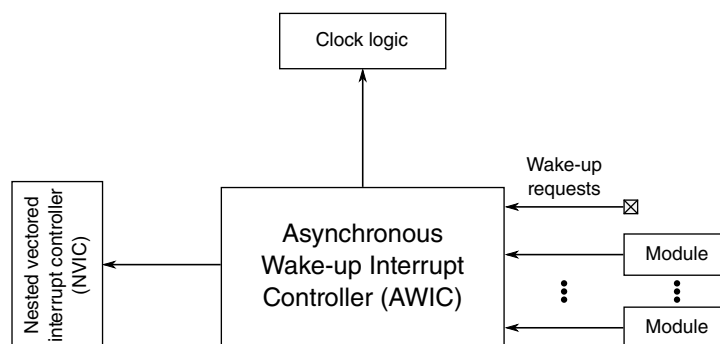 Clock logic
Wake-up
requests
Nested vectored
interrupt controller
(NVIC)
Asynchronous
Wake-up Interrupt
Controller (AWIC)
Module
Module